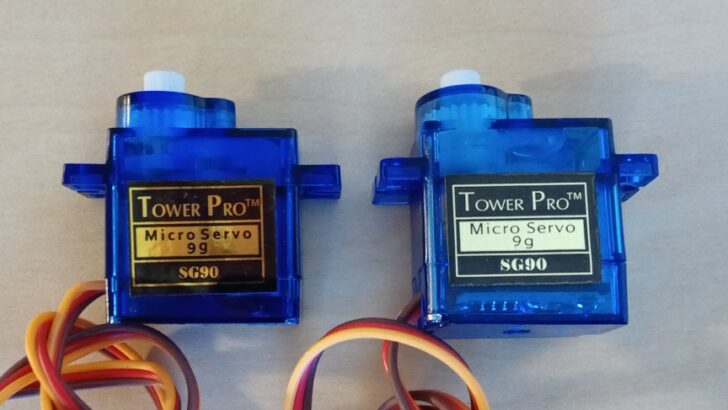 TOWER PRO™
Micro Servo
9g
SG90
TOWER PRO™
Micro Servo
9g
SG90